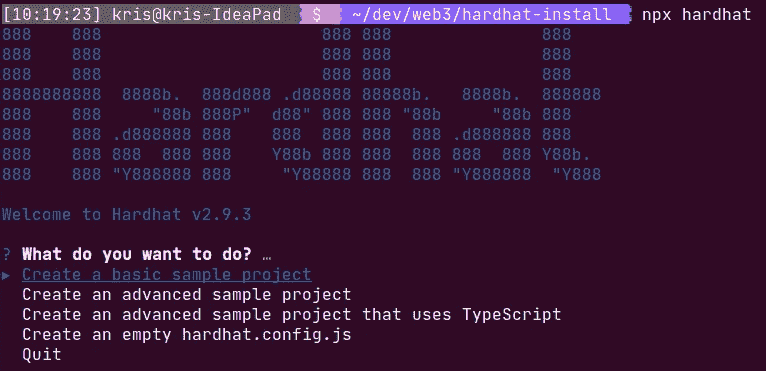 [10:19:23] kris@kris-IdeaPad $ ~/dev/web3/hardhat-install npx hardhat
888    888                      888 888               888
888    888                      888 888               888
888    888                      888 888               888
8888888888  8888b.  888d888 .d88888 88888b.   8888b.  888888
888    888     "88b 888P"  d88" 888 888 "88b     "88b 888
888    888 .d888888 888    888  888 888  888 .d888888 888
888    888 888  888 888    Y88b 888 888  888 888  888 Y88b.
888    888 "Y888888 888     "Y88888 888  888 "Y888888  "Y888
Welcome to Hardhat v2.9.3
? What do you want to do? …
▸ Create a basic sample project
Create an advanced sample project
Create an advanced sample project that uses TypeScript
Create an empty hardhat.config.js
Quit